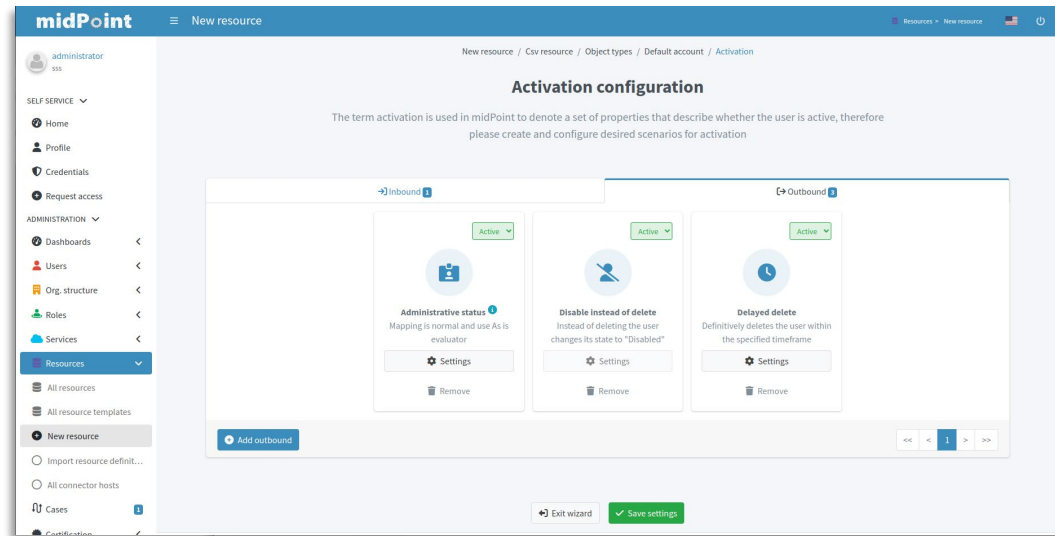 midPoint
New resource
Resources > New resource
administrator
sss
SELF SERVICE
Home
Profile
Credentials
Request access
ADMINISTRATION
Dashboards
Users
Org. structure
Roles
Services
Resources
All resources
All resource templates
New resource
Import resource definit...
All connector hosts
Cases 1
Certification
New resource / Csv resource / Object types / Default account / Activation
Activation configuration
The term activation is used in midPoint to denote a set of properties that describe whether the user is active, therefore
please create and configure desired scenarios for activation
Inbound 1
Outbound 3
Active
Administrative status
Mapping is normal and use As is
evaluator
Settings
Remove
Active
Disable instead of delete
Instead of deleting the user
changes its state to "Disabled"
Settings
Remove
Active
Delayed delete
Definitively deletes the user within
the specified timeframe
Settings
Remove
Add outbound
<< < 1 > >>
Exit wizard
Save settings